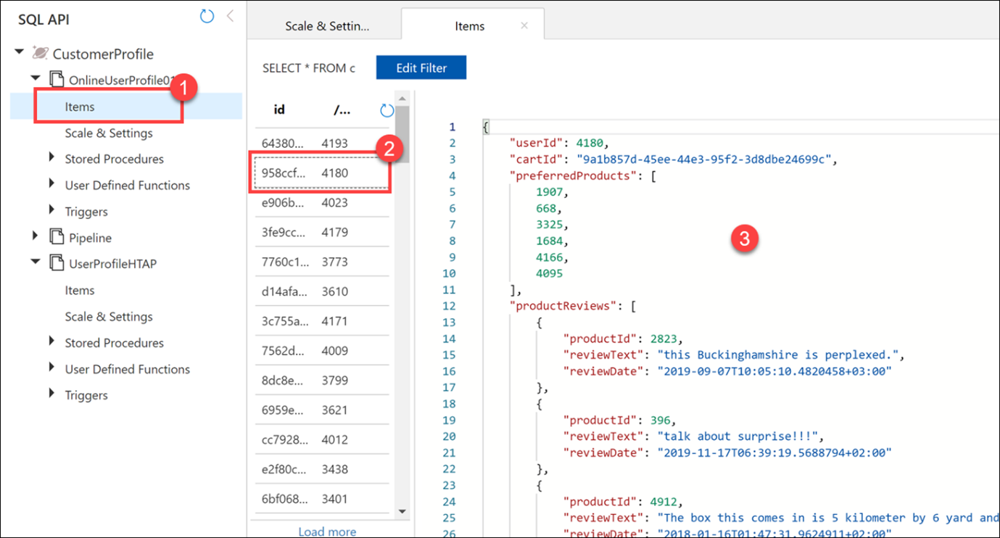 SQL API
CustomerProfile
OnlineUserProfile01
1
Items
Scale & Settings
Stored Procedures
User Defined Functions
Triggers
Pipeline
UserProfileHTAP
Items
Scale & Settings
Stored Procedures
User Defined Functions
Triggers
Scale & Settin...
Items
SELECT * FROM c
Edit Filter
id /...
64380... 4193
2
958ccf... 4180
e906b... 4023
3fe9cc... 4179
7760c1... 3773
d14afa... 3610
3c755a... 4171
7562d... 4009
8dc8e... 3799
6959e... 3621
cc7928... 4012
e2f80c... 3438
6bf068... 3401
Load more
1 {
2 "userId": 4180,
3 "cartId": "9a1b857d-45ee-44e3-95f2-3d8dbe24699c",
4 "preferredProducts": [
5 1907,
6 668,
7 3325,
8 1684,
9 4166,
10 4095
11 ],
12 "productReviews": [
13 {
14 "productId": 2823,
15 "reviewText": "this Buckinghamshire is perplexed.",
16 "reviewDate": "2019-09-07T10:05:10.4820458+03:00"
17 },
18 {
19 "productId": 396,
20 "reviewText": "talk about surprise!!!",
21 "reviewDate": "2019-11-17T06:39:19.5688794+02:00"
22 },
23 {
24 "productId": 4912,
25 "reviewText": "The box this comes in is 5 kilometer by 6 yard and
26 "reviewDate": "2018-01-16T01:47:31.9624911+02:00"
3